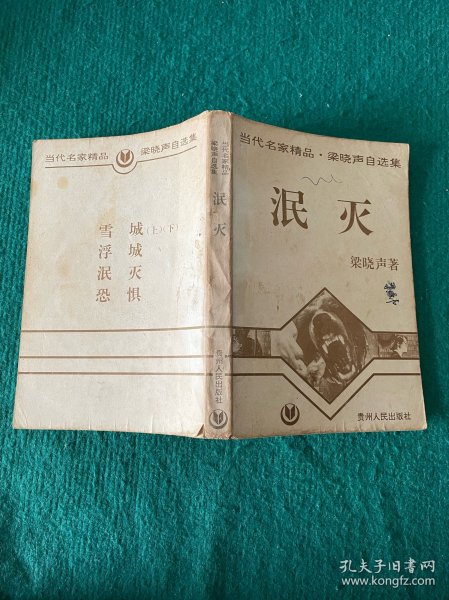 当代名家精品 梁晓声自选集
雪 城(上、下)
浮 城
泯 灭
恐 惧
当代名家精品
梁晓声自选集
泯 灭
贵州人民出版社
当代名家精品·梁晓声自选集
泯 灭
梁晓声著
贵州人民出版社
孔夫子旧书网
www.kongfz.com